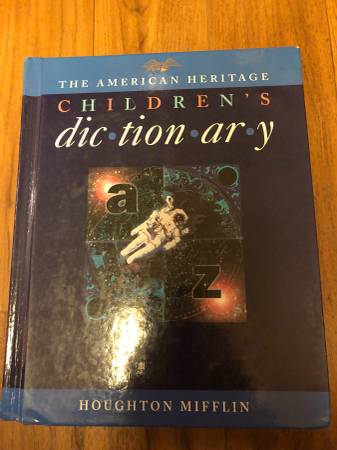 THE AMERICAN HERITAGE
CHILDREN'S
dic•tion•ar•y
a
z
HOUGHTON MIFFLIN